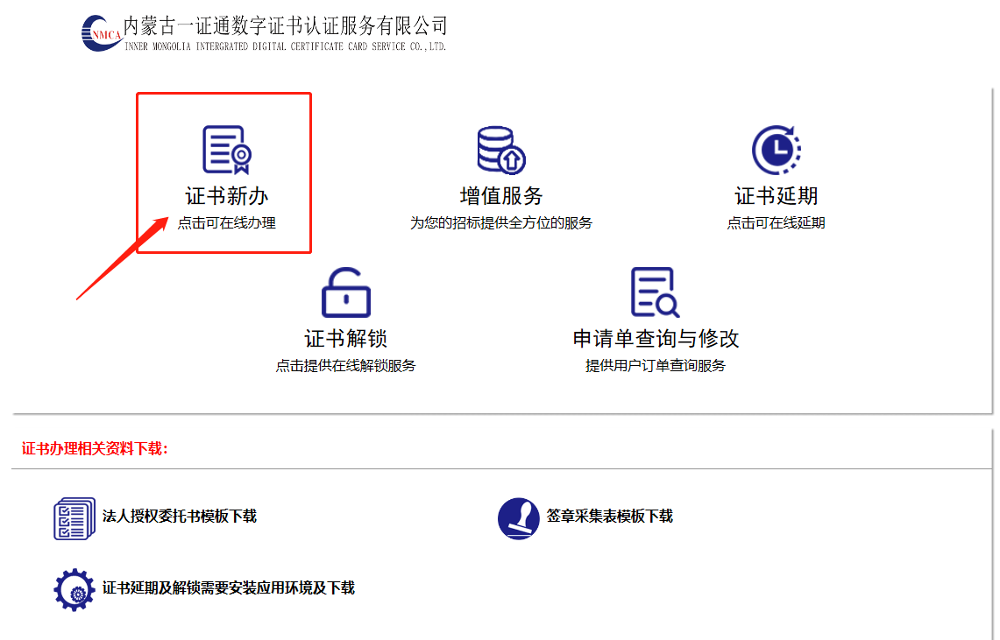 NMCA
内蒙古一证通数字证书认证服务有限公司
INNER MONGOLIA INTERGRATED DIGITAL CERTIFICATE CARD SERVICE CO.,LTD.
证书新办
点击可在线办理
增值服务
为您的招标提供全方位的服务
证书延期
点击可在线延期
证书解锁
点击提供在线解锁服务
申请单查询与修改
提供用户订单查询服务
证书办理相关资料下载:
法人授权委托书模板下载
签章采集表模板下载
证书延期及解锁需要安装应用环境及下载